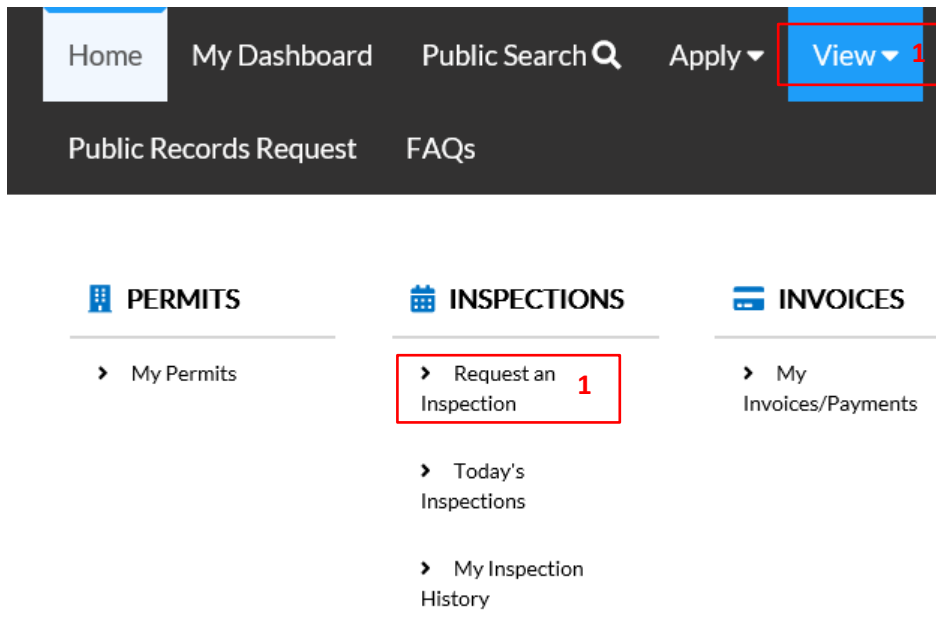 Home My Dashboard Public Search Apply View 1
Public Records Request FAQs
PERMITS INSPECTIONS INVOICES
My Permits
Request an 1
Inspection
Today's
Inspections
My Inspection
History
My
Invoices/Payments